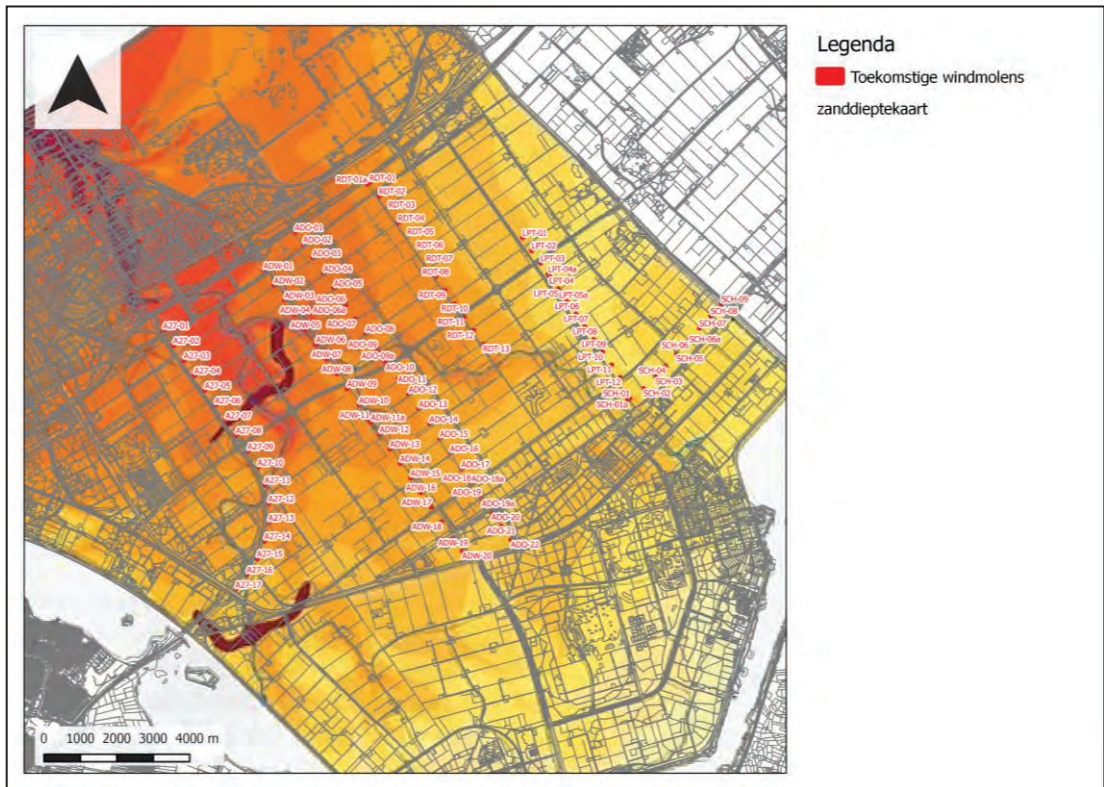 Legenda
Toekomstige windmolens
zanddieptekaart
RDT-01a RDT-01
RDT-02
RDT-03
RDT-04
RDT-05
RDT-06
RDT-07
RDT-08
RDT-09
RDT-10
RDT-11
RDT-12
RDT-13
ADO-01
ADO-02
ADO-03
ADO-04
ADO-05
ADO-06
ADO-06a
ADO-07
ADO-08
ADO-09
ADO-09a
ADO-10
ADO-11
ADO-12
ADO-13
ADO-14
ADO-15
ADO-16
ADO-17
ADO-18 ADO-18a
ADO-19
ADO-19a
ADO-20
ADO-21
ADO-22
ADW-01
ADW-02
ADW-03
ADW-04
ADW-05
ADW-06
ADW-07
ADW-08
ADW-09
ADW-10
ADW-11 ADW-11a
ADW-12
ADW-13
ADW-14
ADW-15
ADW-16
ADW-17
ADW-18
ADW-19
ADW-20
A27-01
A27-02
A27-03
A27-04
A27-05
A27-06
A27-07
A27-08
A27-09
A27-10
A27-11
A27-12
A27-13
A27-14
A27-15
A27-16
A27-17
LPT-01
LPT-02
LPT-03
LPT-04a
LPT-04
LPT-05 LPT-05a
LPT-06
LPT-07
LPT-08
LPT-09
LPT-10
LPT-11
LPT-12
SCH-09
SCH-08
SCH-07
SCH-06a
SCH-06
SCH-05
SCH-04
SCH-03
SCH-02
SCH-01
SCH-01a
0 1000 2000 3000 4000 m